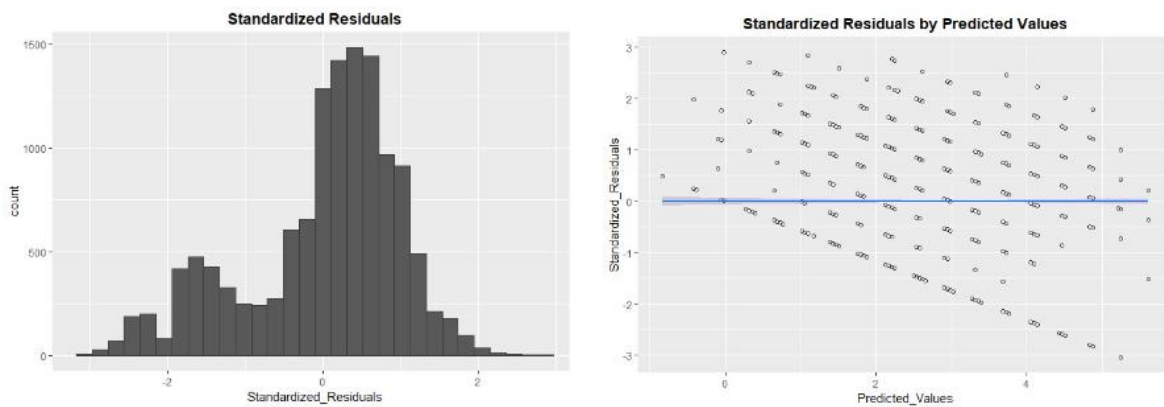 Standardized Residuals
1500
1000
500
0
count
-2
0
2
Standardized_Residuals
Standardized Residuals by Predicted Values
3
2
1
0
-1
-2
-3
Standardized_Residuals
0
2
4
Predicted_Values